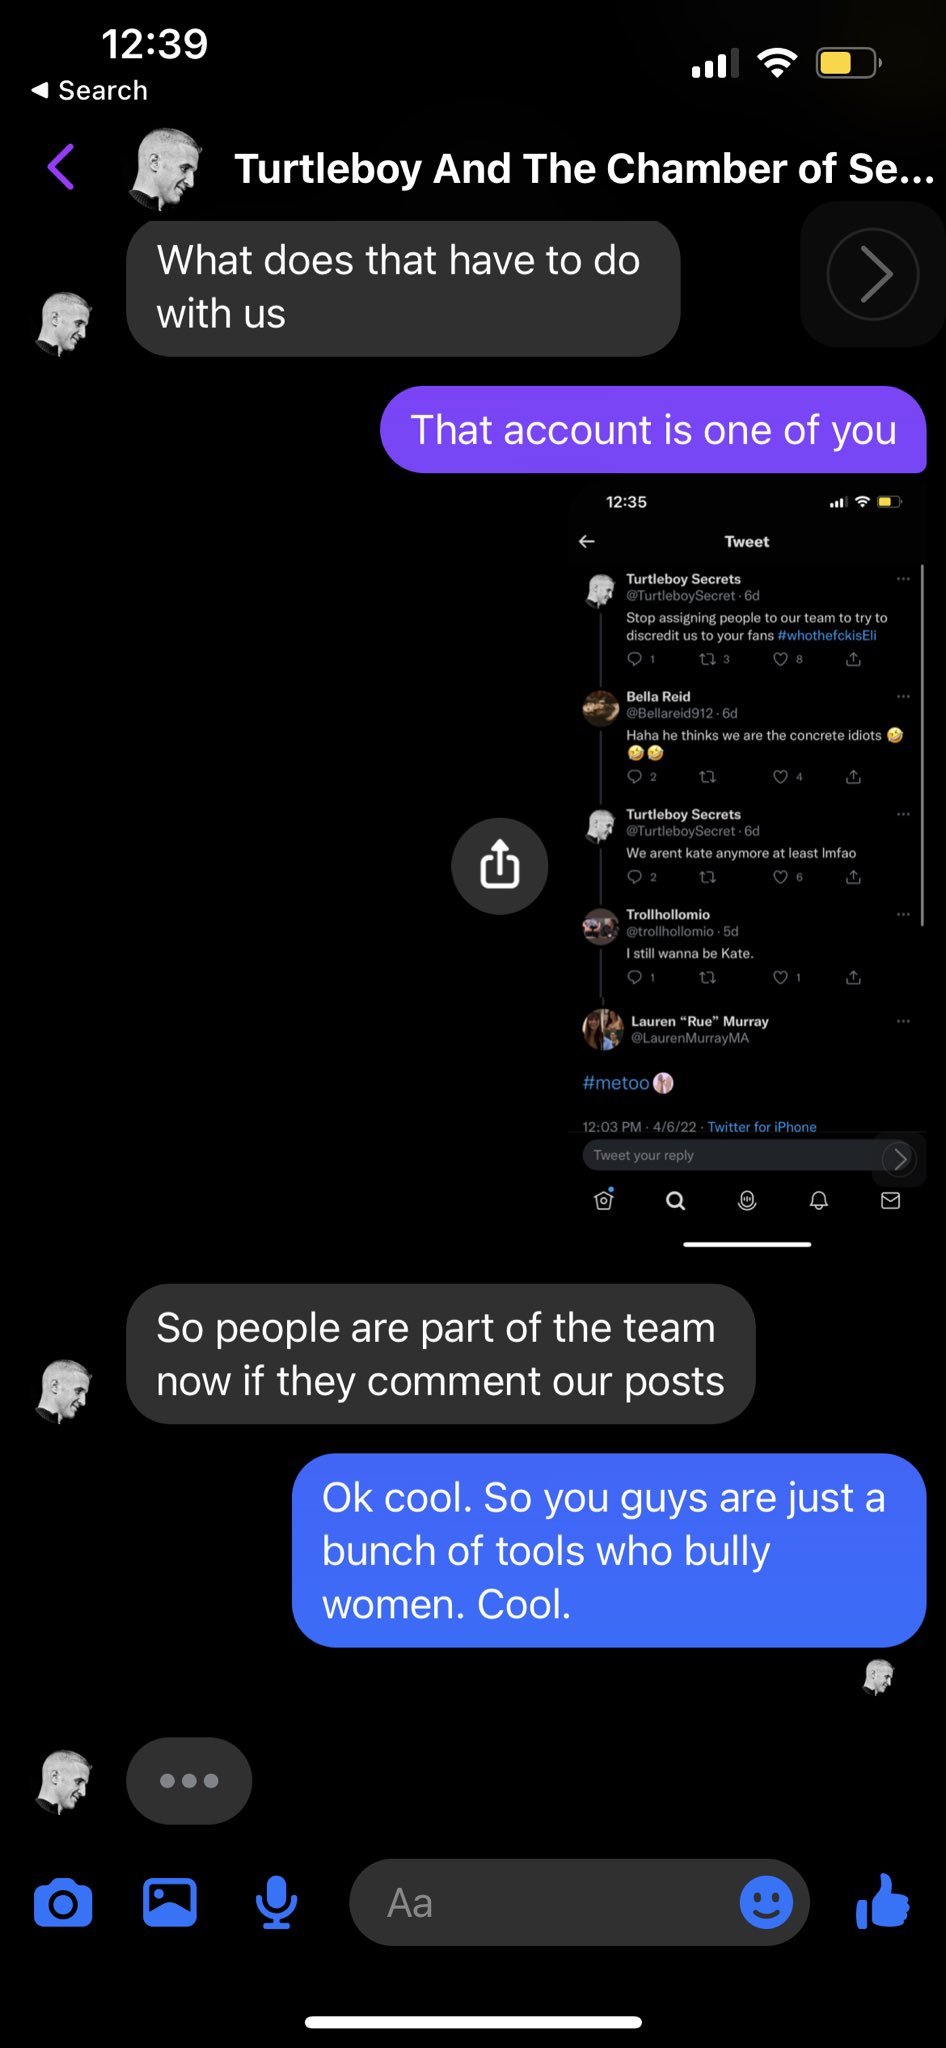 12:39
◀ Search
Turtleboy And The Chamber of Se...
What does that have to do
with us
That account is one of you
12:35
Tweet
Turtleboy Secrets
@TurtleboySecret · 6d
Stop assigning people to our team to try to
discredit us to your fans #whothefckisEli
1 3 8
Bella Reid
@Bellareid912 · 6d
Haha he thinks we are the concrete idiots 🤣
🤣🤣
2 4
Turtleboy Secrets
@TurtleboySecret · 6d
We arent kate anymore at least lmfao
2 6
Trollhollomio
@trollhollomio · 5d
I still wanna be Kate.
1 1
Lauren “Rue” Murray
@LaurenMurrayMA
#metoo
12:03 PM · 4/6/22 · Twitter for iPhone
Tweet your reply
So people are part of the team
now if they comment our posts
Ok cool. So you guys are just a
bunch of tools who bully
women. Cool.
Aa